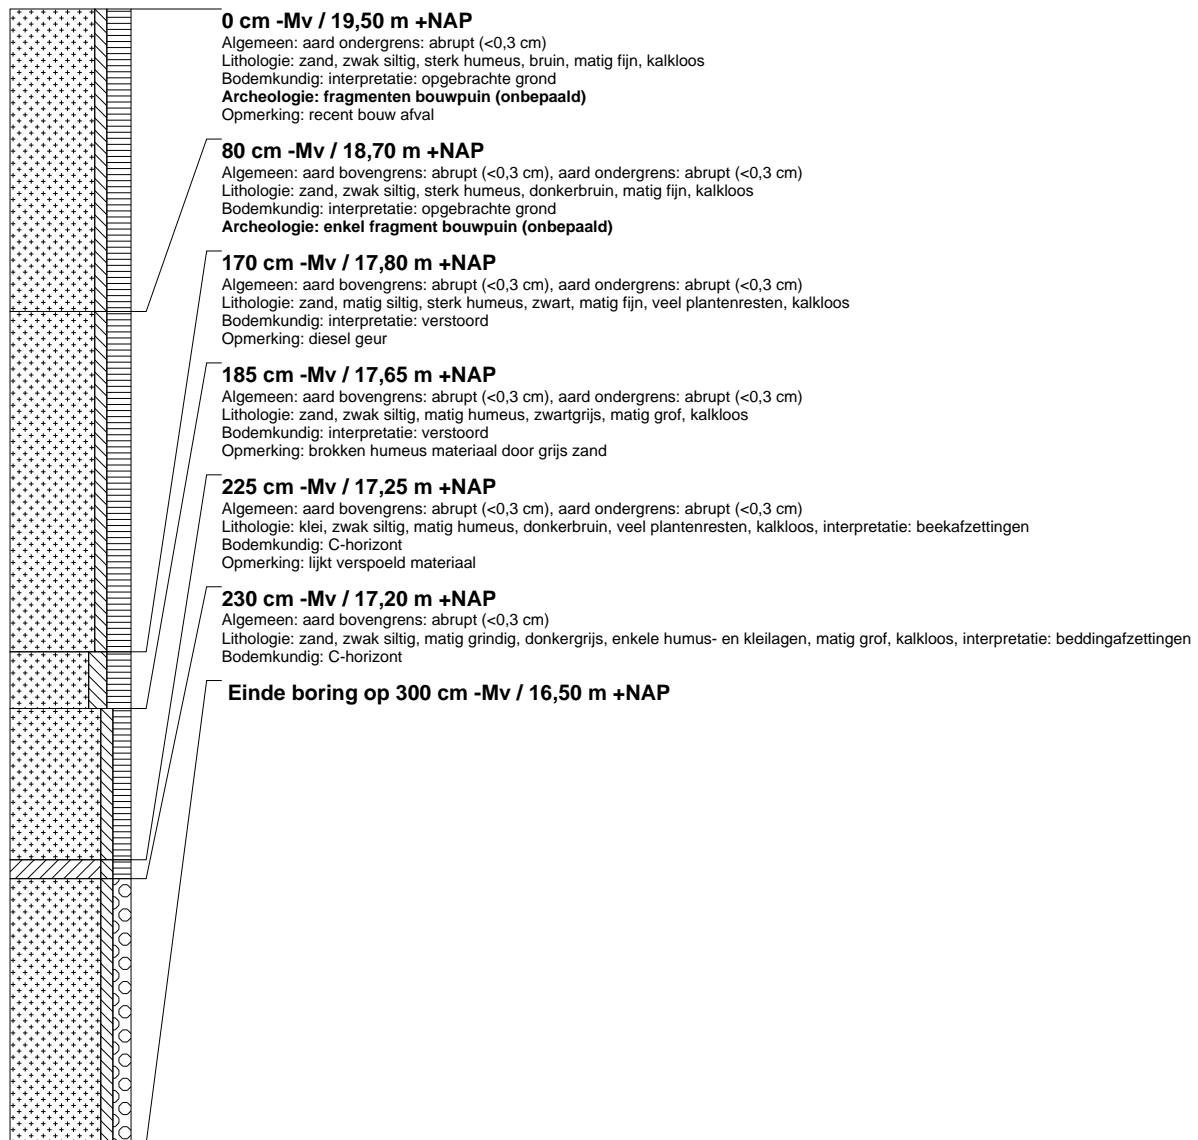 0 cm -Mv / 19,50 m +NAP
Algemeen: aard ondergrens: abrupt (<0,3 cm)
Lithologie: zand, zwak siltig, sterk humeus, bruin, matig fijn, kalkloos
Bodemkundig: interpretatie: opgebrachte grond
Archeologie: fragmenten bouwpuin (onbepaald)
Opmerking: recent bouw afval
80 cm -Mv / 18,70 m +NAP
Algemeen: aard bovengrens: abrupt (<0,3 cm), aard ondergrens: abrupt (<0,3 cm)
Lithologie: zand, zwak siltig, sterk humeus, donkerbruin, matig fijn, kalkloos
Bodemkundig: interpretatie: opgebrachte grond
Archeologie: enkel fragment bouwpuin (onbepaald)
170 cm -Mv / 17,80 m +NAP
Algemeen: aard bovengrens: abrupt (<0,3 cm), aard ondergrens: abrupt (<0,3 cm)
Lithologie: zand, matig siltig, sterk humeus, zwart, matig fijn, veel plantenresten, kalkloos
Bodemkundig: interpretatie: verstoord
Opmerking: diesel geur
185 cm -Mv / 17,65 m +NAP
Algemeen: aard bovengrens: abrupt (<0,3 cm), aard ondergrens: abrupt (<0,3 cm)
Lithologie: zand, zwak siltig, matig humeus, zwartgrijs, matig grof, kalkloos
Bodemkundig: interpretatie: verstoord
Opmerking: brokken humeus materiaal door grijs zand
225 cm -Mv / 17,25 m +NAP
Algemeen: aard bovengrens: abrupt (<0,3 cm), aard ondergrens: abrupt (<0,3 cm)
Lithologie: klei, zwak siltig, matig humeus, donkerbruin, veel plantenresten, kalkloos, interpretatie: beekafzettingen
Bodemkundig: C-horizont
Opmerking: lijkt verspoeld materiaal
230 cm -Mv / 17,20 m +NAP
Algemeen: aard bovengrens: abrupt (<0,3 cm)
Lithologie: zand, zwak siltig, matig grindig, donkergrijs, enkele humus- en kleilagen, matig grof, kalkloos, interpretatie: beddingafzettingen
Bodemkundig: C-horizont
Einde boring op 300 cm -Mv / 16,50 m +NAP